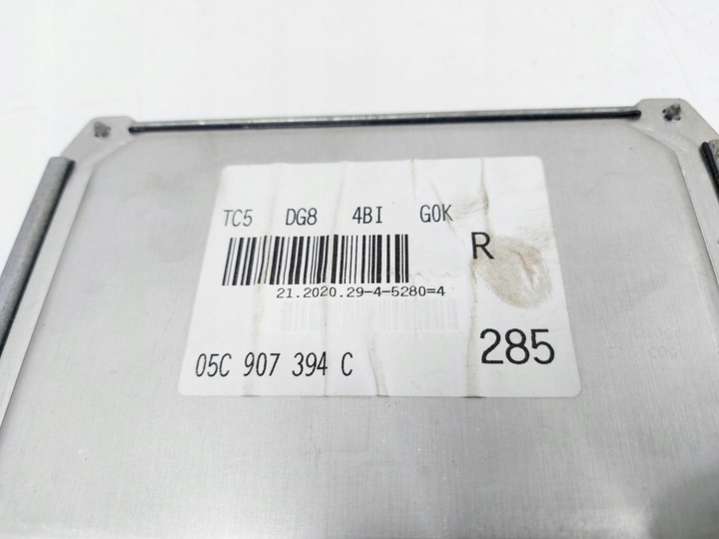 TC5 DG8 4BI G0K
R
21.2020.29-4-5280=4
285
05C 907 394 C